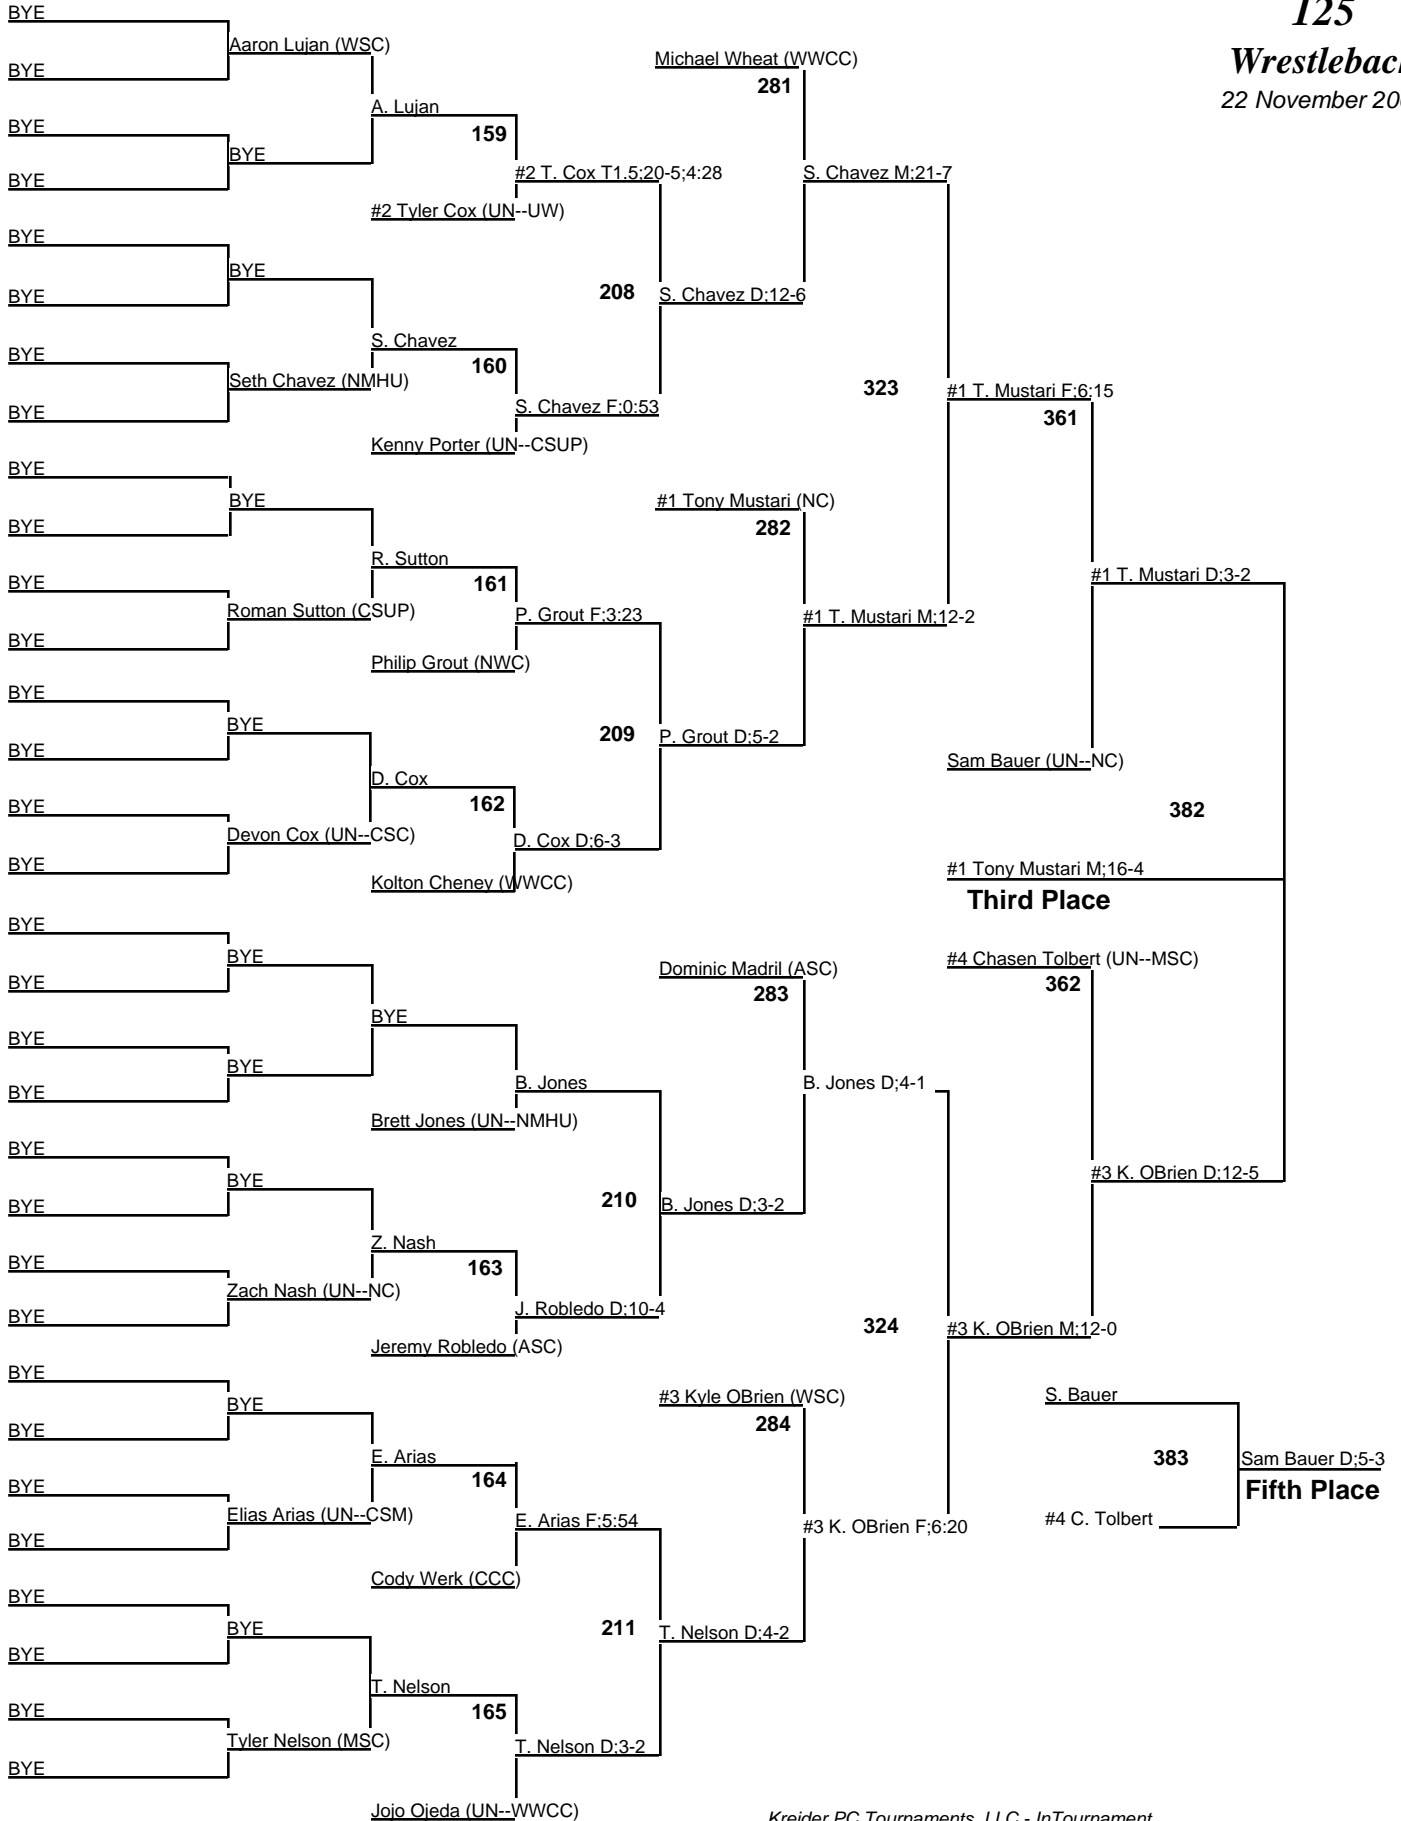 BYE
125
Aaron Lujan (WSC)
Michael Wheat (WWCC)
BYE
281
22 November
A. Lujan
BYE
159
BYE
#2 T. Cox T1.5;20-5;4:28
S. Chavez M;21-7
BYE
#2 Tyler Cox (UN--UW)
BYE
BYE
208
S. Chavez D;12-6
BYE
S. Chavez
BYE
160
Seth Chavez (NMHU)
323
#1 T. Mustari F;6:15
BYE
S. Chavez F;0:53
361
Kenny Porter (UN--CSUP)
BYE
BYE
#1 Tony Mustari (NC)
BYE
282
R. Sutton
161
#1 T. Mustari D;3-2
BYE
Roman Sutton (CSUP)
P. Grout F;3:23
#1 T. Mustari M;12-2
BYE
Philip Grout (NWC)
BYE
BYE
209
P. Grout D;5-2
BYE
Sam Bauer (UN--NC)
D. Cox
162
382
BYE
Devon Cox (UN--CSC)
D. Cox D;6-3
BYE
#1 Tony Mustari M;16-4
Kolton Cheney (WWCC)
Third Place
BYE
BYE
#4 Chasen Tolbert (UN--MSC)
Dominic Madril (ASC)
BYE
283
362
BYE
BYE
BYE
B. Jones
B. Jones D;4-1
BYE
Brett Jones (UN--NMHU)
BYE
BYE
#3 K. OBrien D;12-5
210
B. Jones D;3-2
BYE
Z. Nash
BYE
163
Zach Nash (UN--NC)
BYE
J. Robledo D;10-4
324
#3 K. OBrien M;12-0
Jeremy Robledo (ASC)
BYE
#3 Kyle OBrien (WSC)
S. Bauer
BYE
284
BYE
E. Arias
383
Sam Bauer D;5-3
164
BYE
Fifth Place
Elias Arias (UN--CSM)
E. Arias F;5:54
#3 K. OBrien F;6:20
#4 C. Tolbert
BYE
Cody Werk (CCC)
BYE
BYE
211
T. Nelson D;4-2
BYE
T. Nelson
BYE
165
Tyler Nelson (MSC)
T. Nelson D;3-2
BYE
Jojo Ojeda (UN--WWCC)
Kreider PC Tournaments, LLC - InTournament